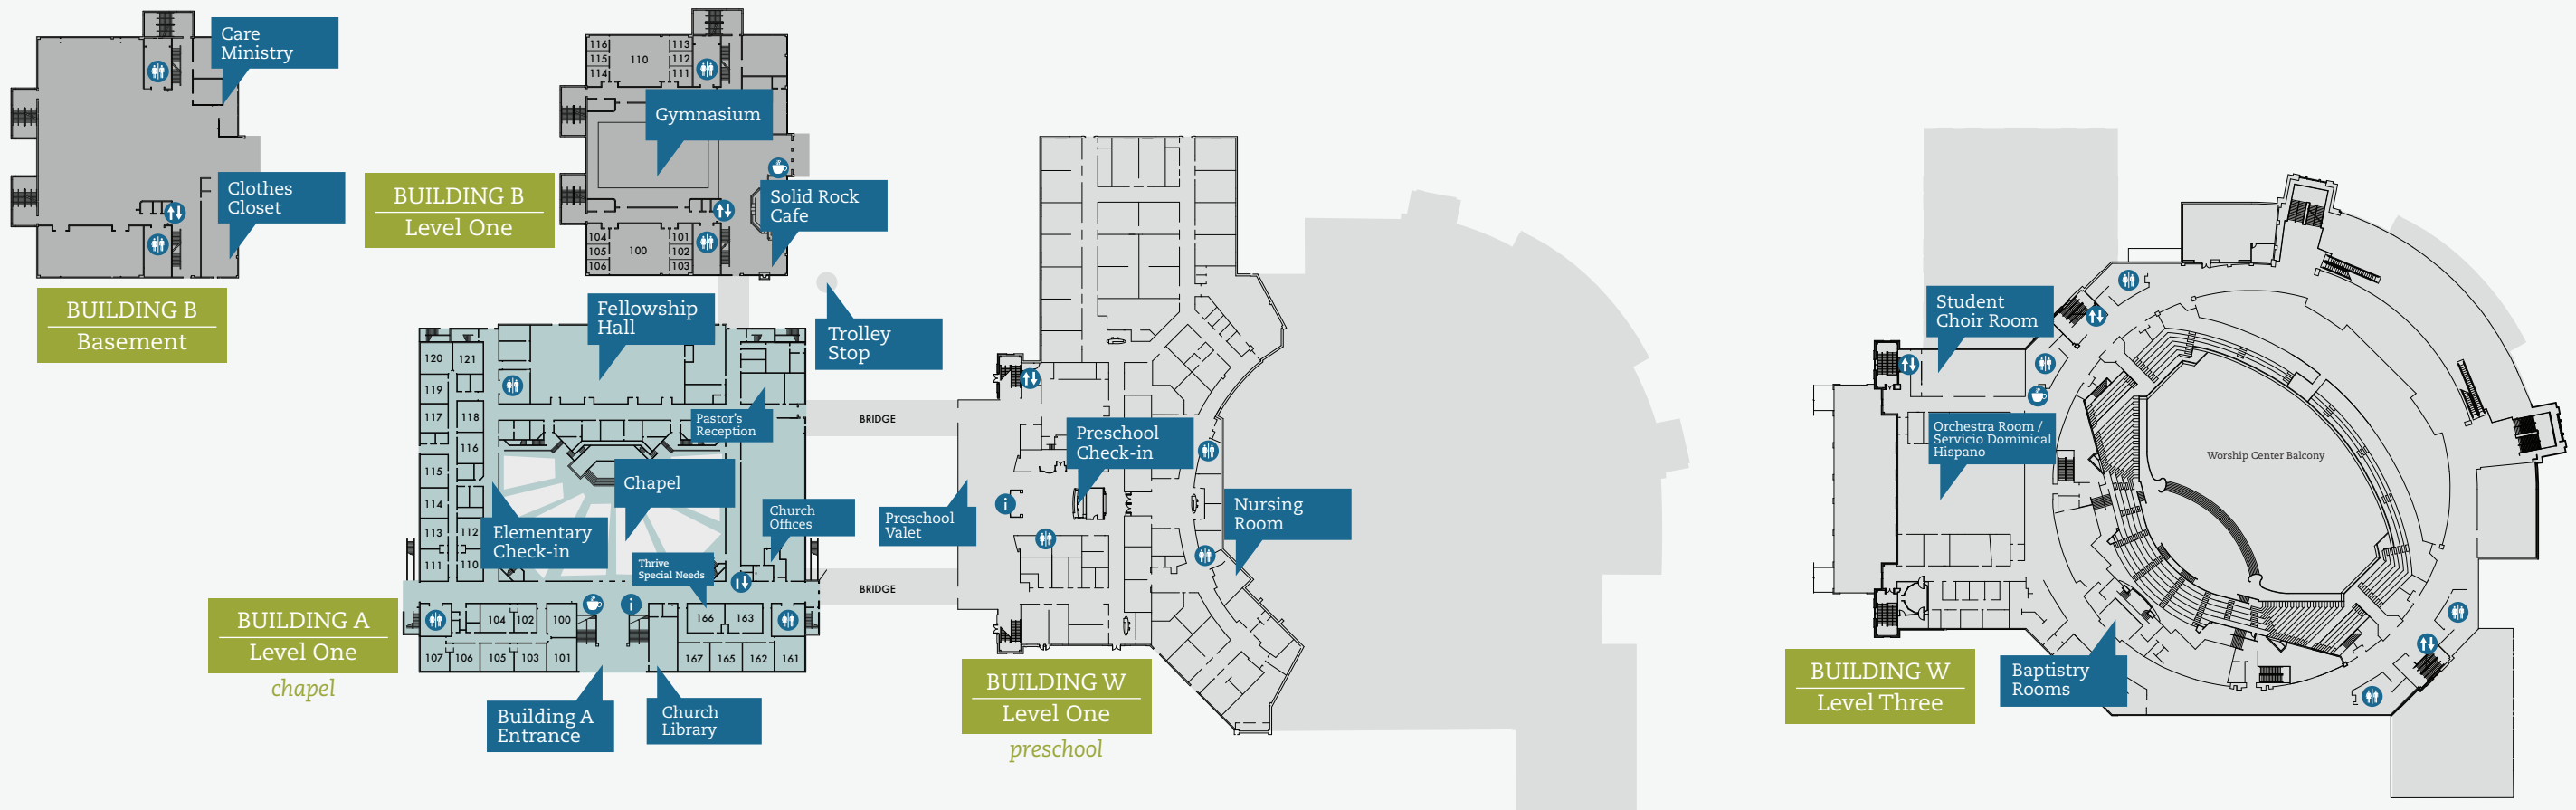 Care
Ministry
Clothes
Closet
BUILDING B
Basement
116
115
114
110
113
112
111
Gymnasium
BUILDING B
Level One
Solid Rock
Cafe
104
105
106
100
101
102
103
Fellowship
Hall
Trolley
Stop
120
121
119
117
118
116
115
114
113
112
111
110
Pastor's
Reception
Chapel
Elementary
Check-in
Church
Offices
Thrive
Special Needs
BRIDGE
BRIDGE
i
104
102
100
166
163
107
106
105
103
101
167
165
162
161
BUILDING A
Level One
chapel
Building A
Entrance
Church
Library
Preschool
Check-in
Preschool
Valet
i
Nursing
Room
BUILDING W
Level One
preschool
Student
Choir Room
Orchestra Room /
Servicio Dominical
Hispano
Worship Center Balcony
Baptistry
Rooms
BUILDING W
Level Three